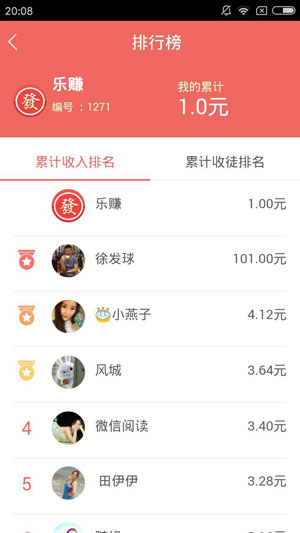 20:08
排行榜
乐赚
编号 ：1271
我的累计
1.0元
累计收入排名 累计收徒排名
發 乐赚 1.00元
徐发球 101.00元
小燕子 4.12元
风城 3.64元
4 微信阅读 3.40元
5 田伊伊 3.28元